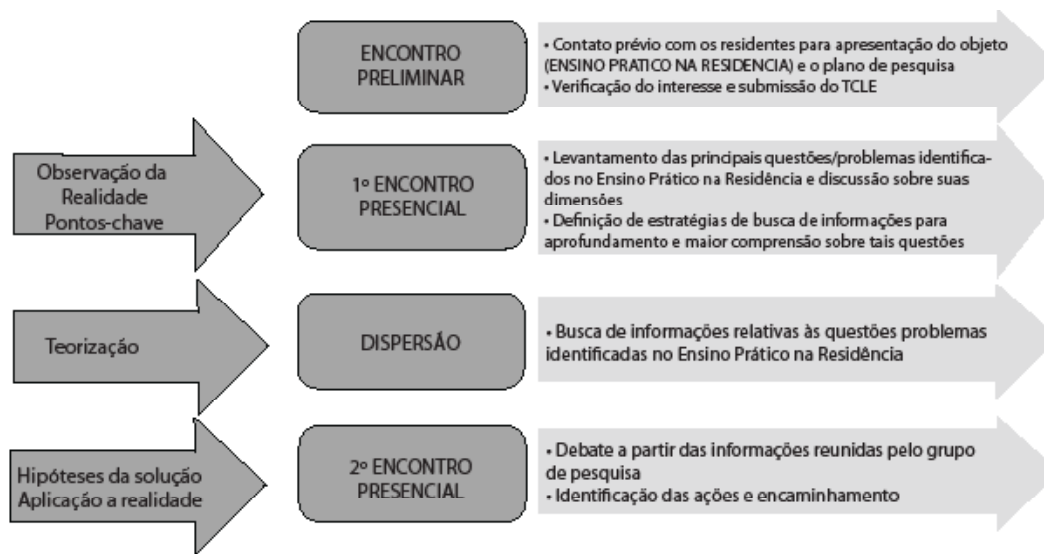 ENCONTRO
PRELIMINAR
• Contato prévio com os residentes para apresentação do objeto
(ENSINO PRATICO NA RESIDENCIA) e o plano de pesquisa
• Verificação do interesse e submissão do TCLE
Observação da
Realidade
Pontos-chave
1º ENCONTRO
PRESENCIAL
• Levantamento das principais questões/problemas identifica-
dos no Ensino Prático na Residência e discussão sobre suas
dimensões
• Definição de estratégias de busca de informações para
aprofundamento e maior comprensão sobre tais questões
Teorização
DISPERSÃO
• Busca de informações relativas às questões problemas
identificadas no Ensino Prático na Residência
Hipóteses da solução
Aplicação a realidade
2º ENCONTRO
PRESENCIAL
• Debate a partir das informações reunidas pelo grupo
de pesquisa
• Identificação das ações e encaminhamento